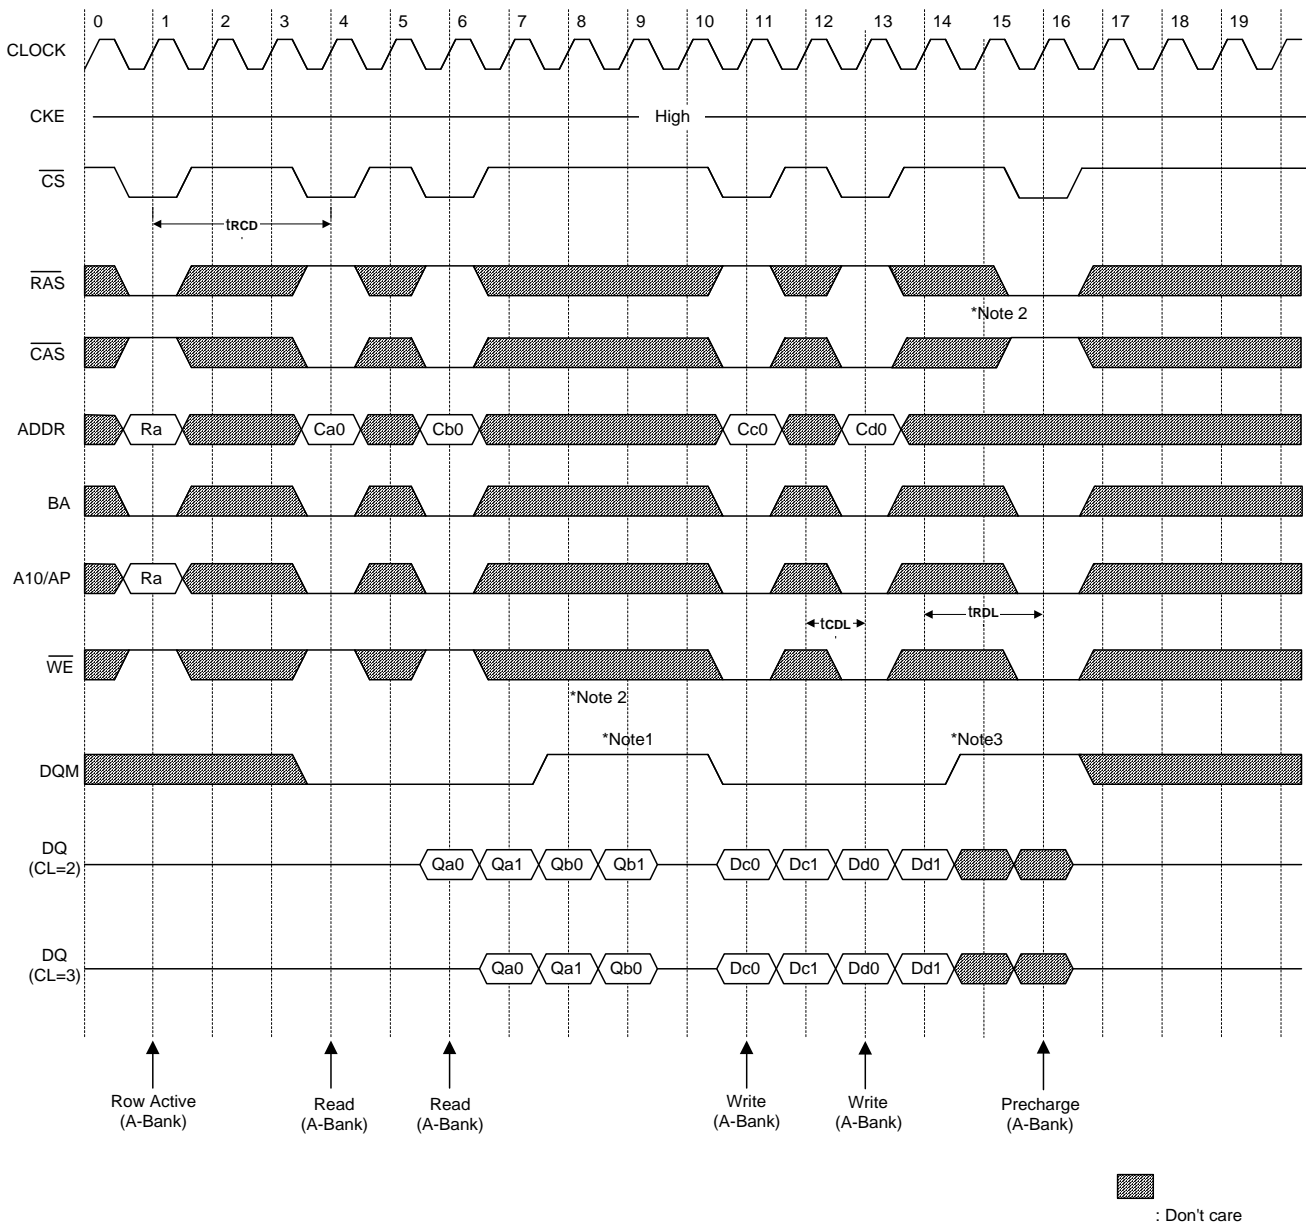 0 1 2 3 4 5 6 7 8 9 10 11 12 13 14 15 16 17 18 19
CLOCK
CKE High
CS
tRCD
RAS
*Note 2
CAS
ADDR Ra Ca0 Cb0 Cc0 Cd0
BA
A10/AP Ra
tCDL tRDL
WE
*Note 2
*Note1 *Note3
DQM
DQ
(CL=2) Qa0 Qa1 Qb0 Qb1 Dc0 Dc1 Dd0 Dd1
DQ
(CL=3) Qa0 Qa1 Qb0 Dc0 Dc1 Dd0 Dd1
Row Active
(A-Bank)
Read
(A-Bank)
Read
(A-Bank)
Write
(A-Bank)
Write
(A-Bank)
Precharge
(A-Bank)
: Don't care